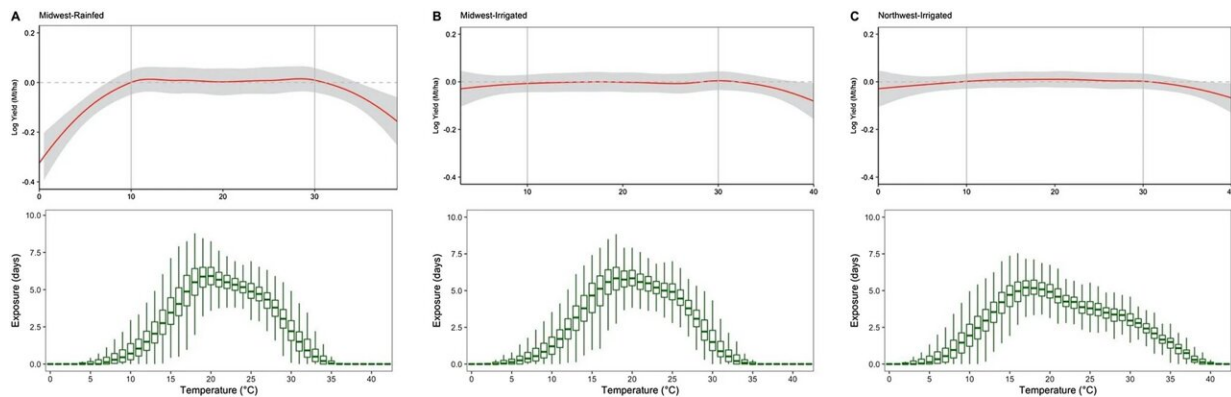 A Midwest-Rainfed
Log Yield (Mt/ha)
0.2
0.0
-0.2
-0.4
0 10 20 30
B Midwest-Irrigated
Log Yield (Mt/ha)
0.2
0.0
-0.2
-0.4
10 20 30 40
C Northwest-Irrigated
Log Yield (Mt/ha)
0.2
0.0
-0.2
-0.4
0 10 20 30 40
Exposure (days)
10.0
7.5
5.0
2.5
0.0
0 5 10 15 20 25 30 35 40
Temperature (°C)
Exposure (days)
10.0
7.5
5.0
2.5
0.0
0 5 10 15 20 25 30 35 40
Temperature (°C)
Exposure (days)
10.0
7.5
5.0
2.5
0.0
0 5 10 15 20 25 30 35 40
Temperature (°C)